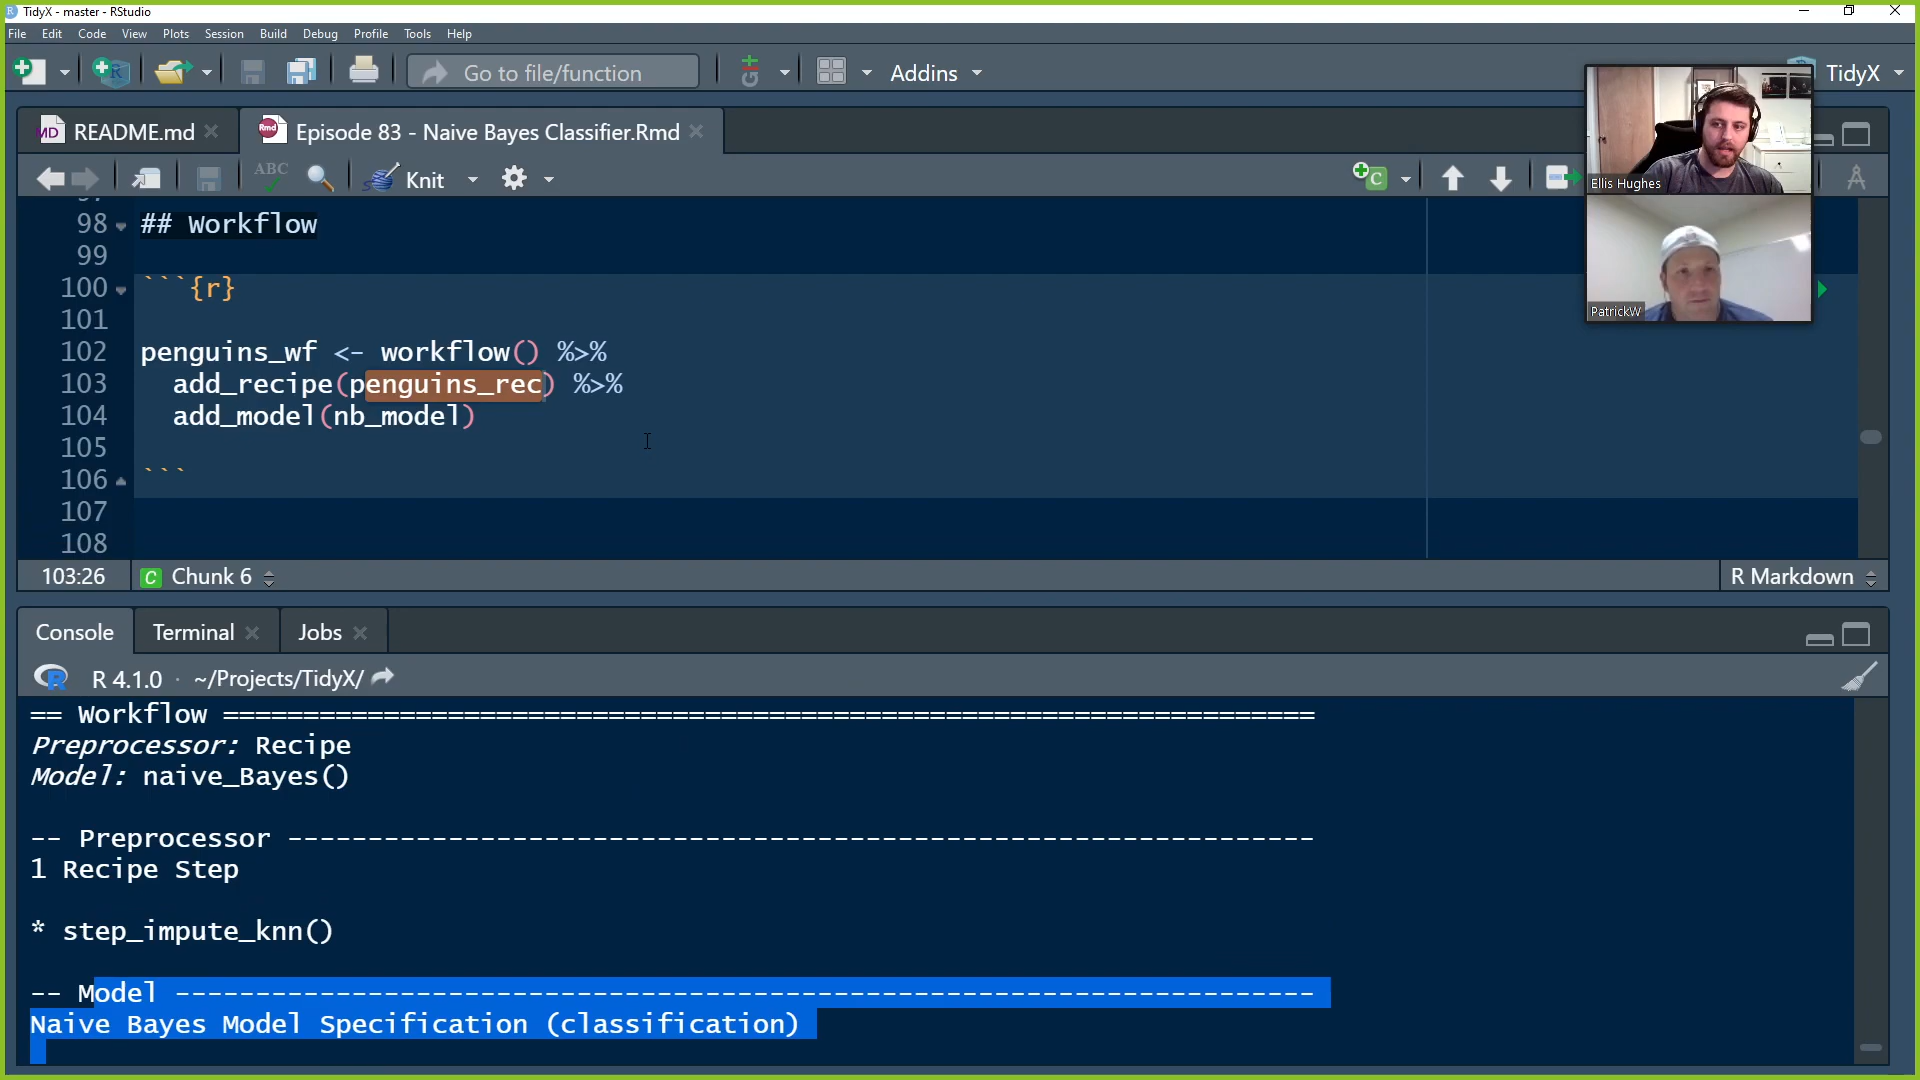 TidyX - master - RStudio
File Edit Code View Plots Session Build Debug Profile Tools Help
Go to file/function Addins TidyX
README.md Episode 83 - Naive Bayes Classifier.Rmd
ABC Knit
Ellis Hughes
PatrickW
98 ## Workflow
99
100 ```{r}
101
102 penguins_wf <- workflow() %>%
103 add_recipe(penguins_rec) %>%
104 add_model(nb_model)
105
106 ```
107
108
103:26 Chunk 6 R Markdown
Console Terminal Jobs
R 4.1.0 · ~/Projects/TidyX/
== Workflow ====================================================================
Preprocessor: Recipe
Model: naive_Bayes()
-- Preprocessor ----------------------------------------------------------------
1 Recipe Step
* step_impute_knn()
-- Model -----------------------------------------------------------------------
Naive Bayes Model Specification (classification)